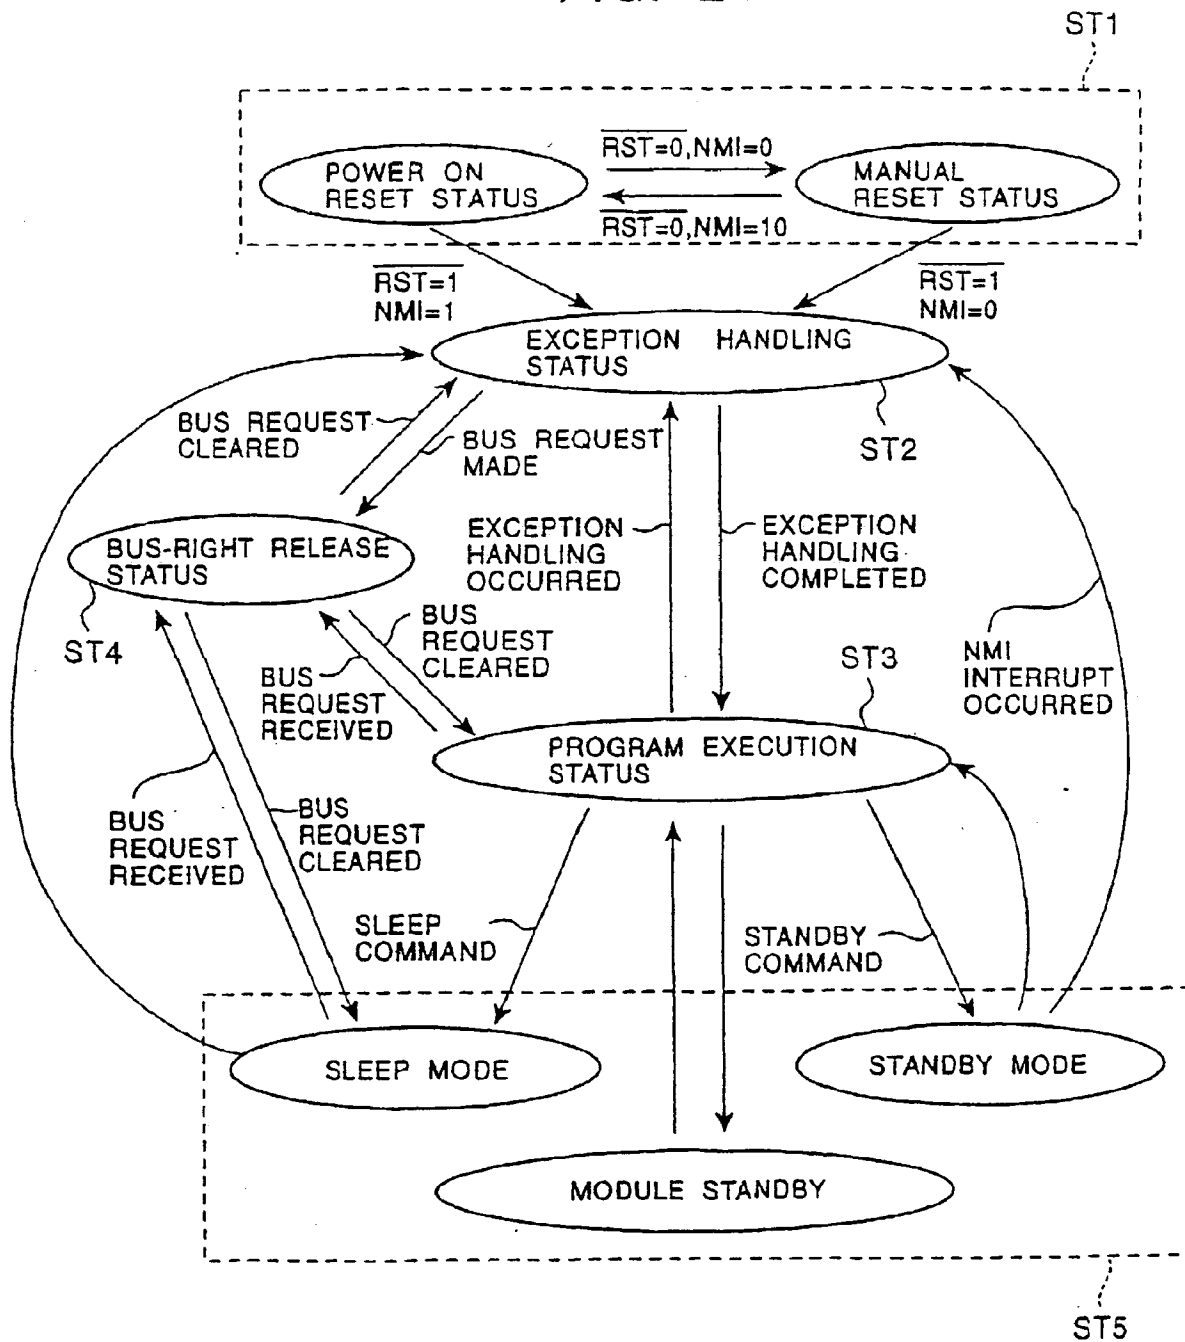 ST1
RST=0,NMI=0
POWER ON
RESET STATUS
MANUAL
RESET STATUS
RST=0,NMI=10
RST=1
NMI=1
RST=1
NMI=0
EXCEPTION HANDLING
STATUS
ST2
BUS REQUEST
CLEARED
BUS REQUEST
MADE
EXCEPTION
HANDLING
OCCURRED
EXCEPTION
HANDLING
COMPLETED
BUS-RIGHT RELEASE
STATUS
ST4
BUS
REQUEST
CLEARED
BUS
REQUEST
RECEIVED
ST3
NMI
INTERRUPT
OCCURRED
PROGRAM EXECUTION
STATUS
BUS
REQUEST
RECEIVED
BUS
REQUEST
CLEARED
SLEEP
COMMAND
STANDBY
COMMAND
SLEEP MODE
STANDBY MODE
MODULE STANDBY
ST5